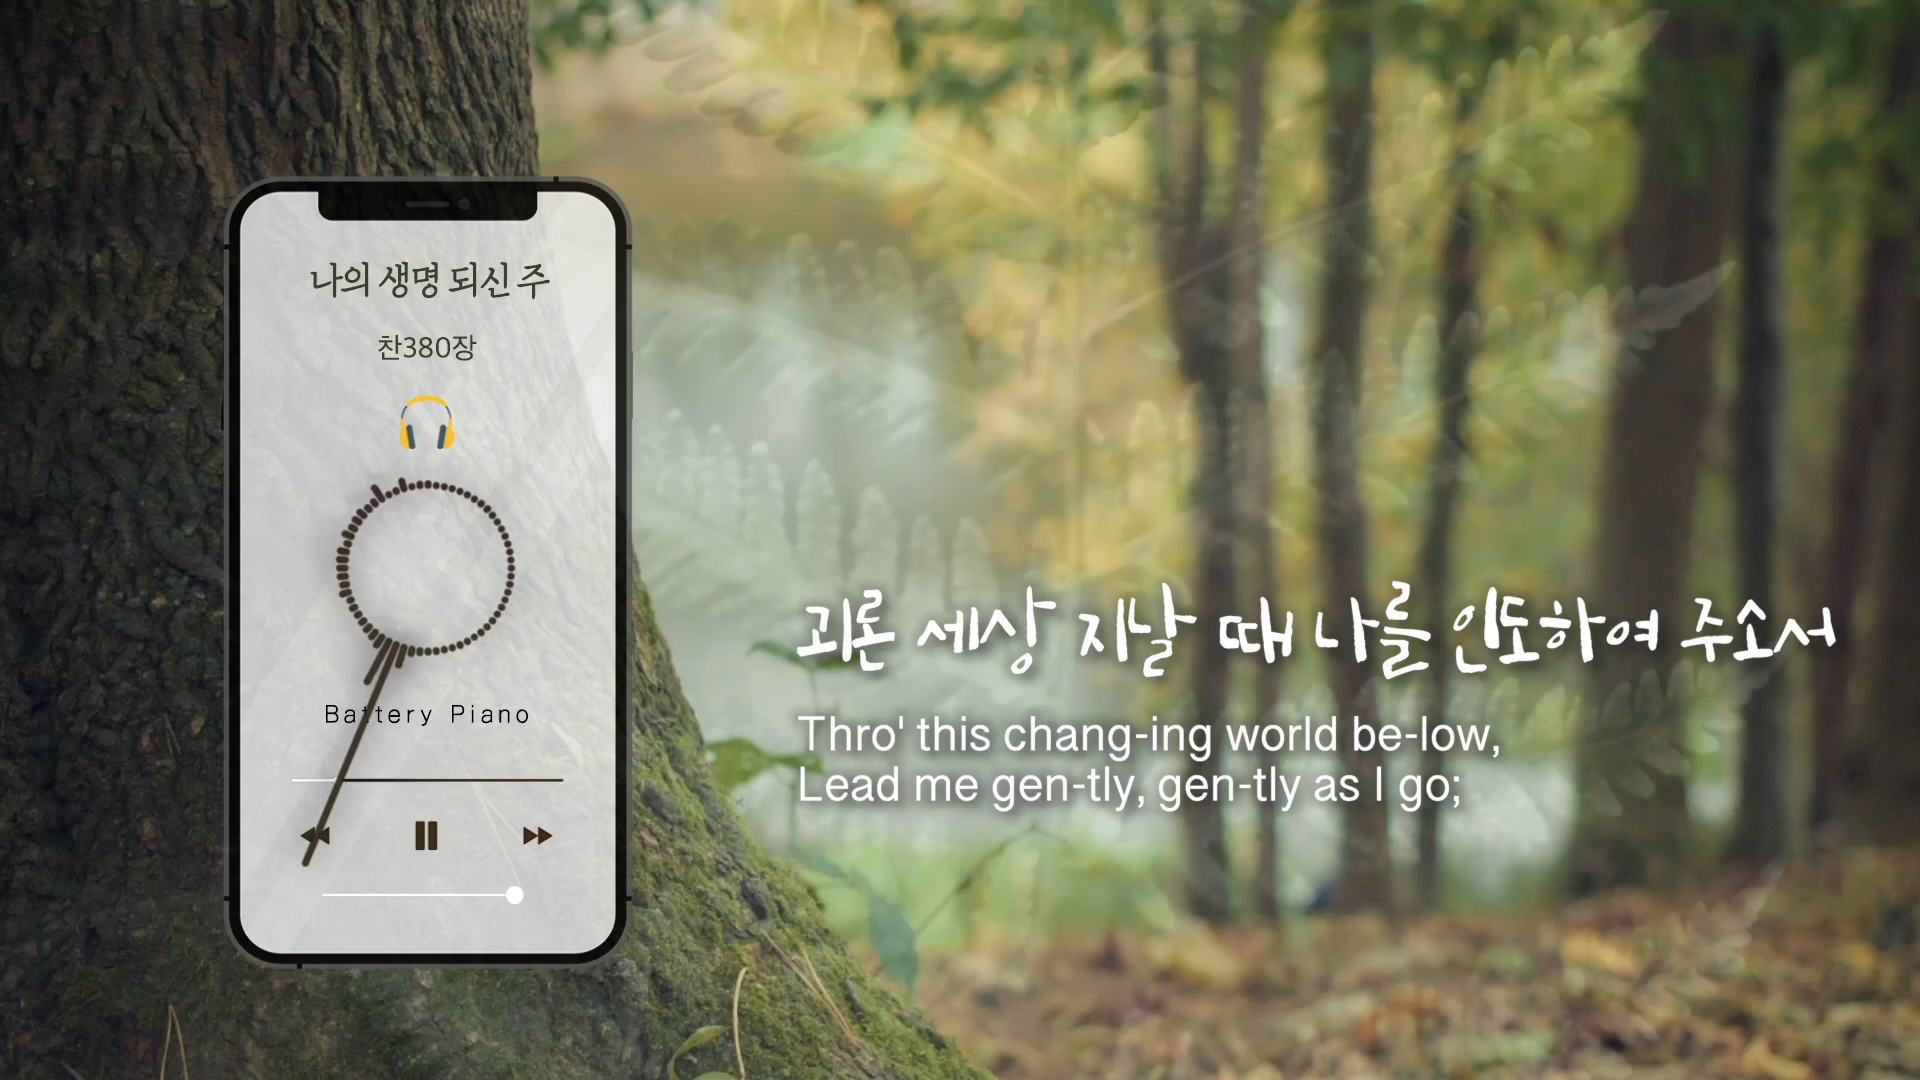 나의 생명 되신 주
찬380장
Battery Piano
괴론 세상 지날 때 나를 인도하여 주소서
Thro' this chang-ing world be-low,
Lead me gen-tly, gen-tly as I go;